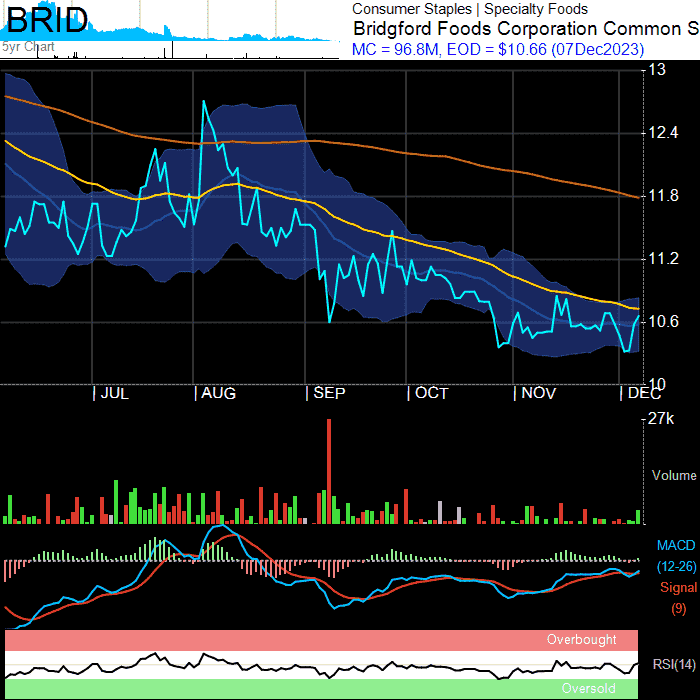 BRID
5yr Chart
Consumer Staples | Specialty Foods
Bridgford Foods Corporation Common S
MC = 96.8M, EOD = $10.66 (07Dec2023)
13
12.4
11.8
11.2
10.6
10
| JUL | AUG | SEP | OCT | NOV | DEC
27k
Volume
MACD
(12-26)
Signal
(9)
Overbought
RSI(14)
Oversold